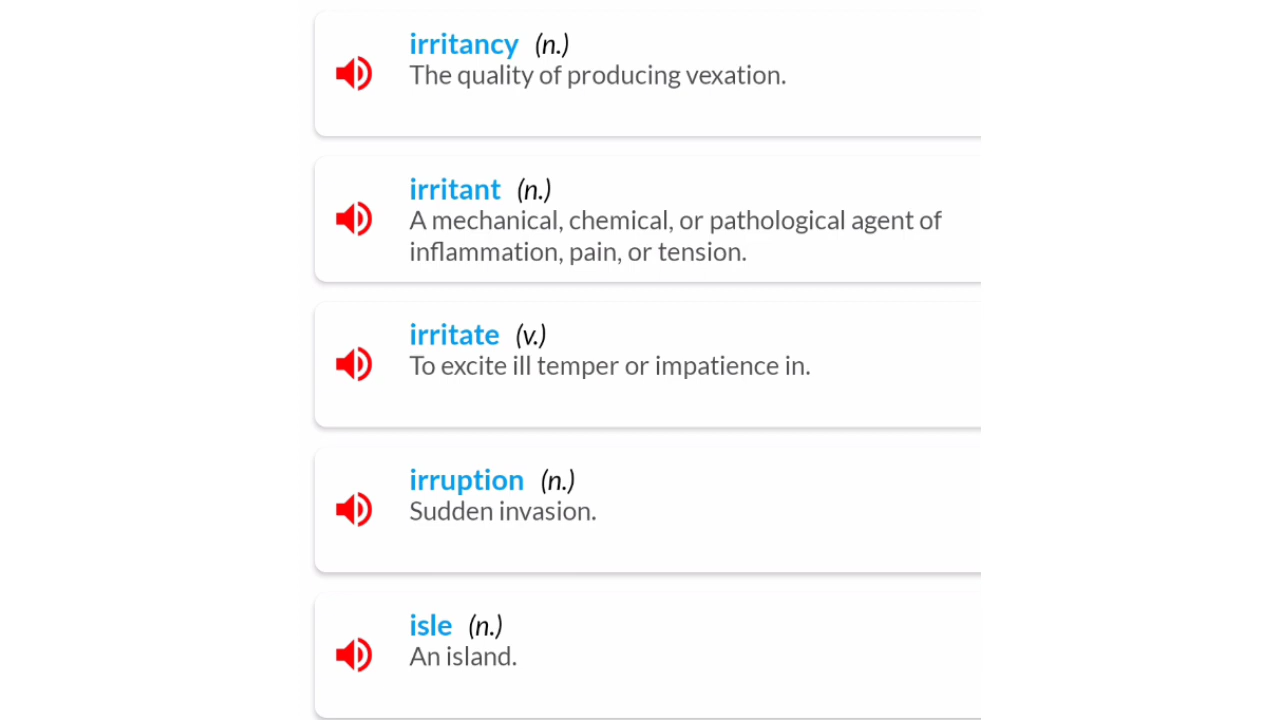 irritancy (n.)
The quality of producing vexation.
irritant (n.)
A mechanical, chemical, or pathological agent of
inflammation, pain, or tension.
irritate (v.)
To excite ill temper or impatience in.
irruption (n.)
Sudden invasion.
isle (n.)
An island.